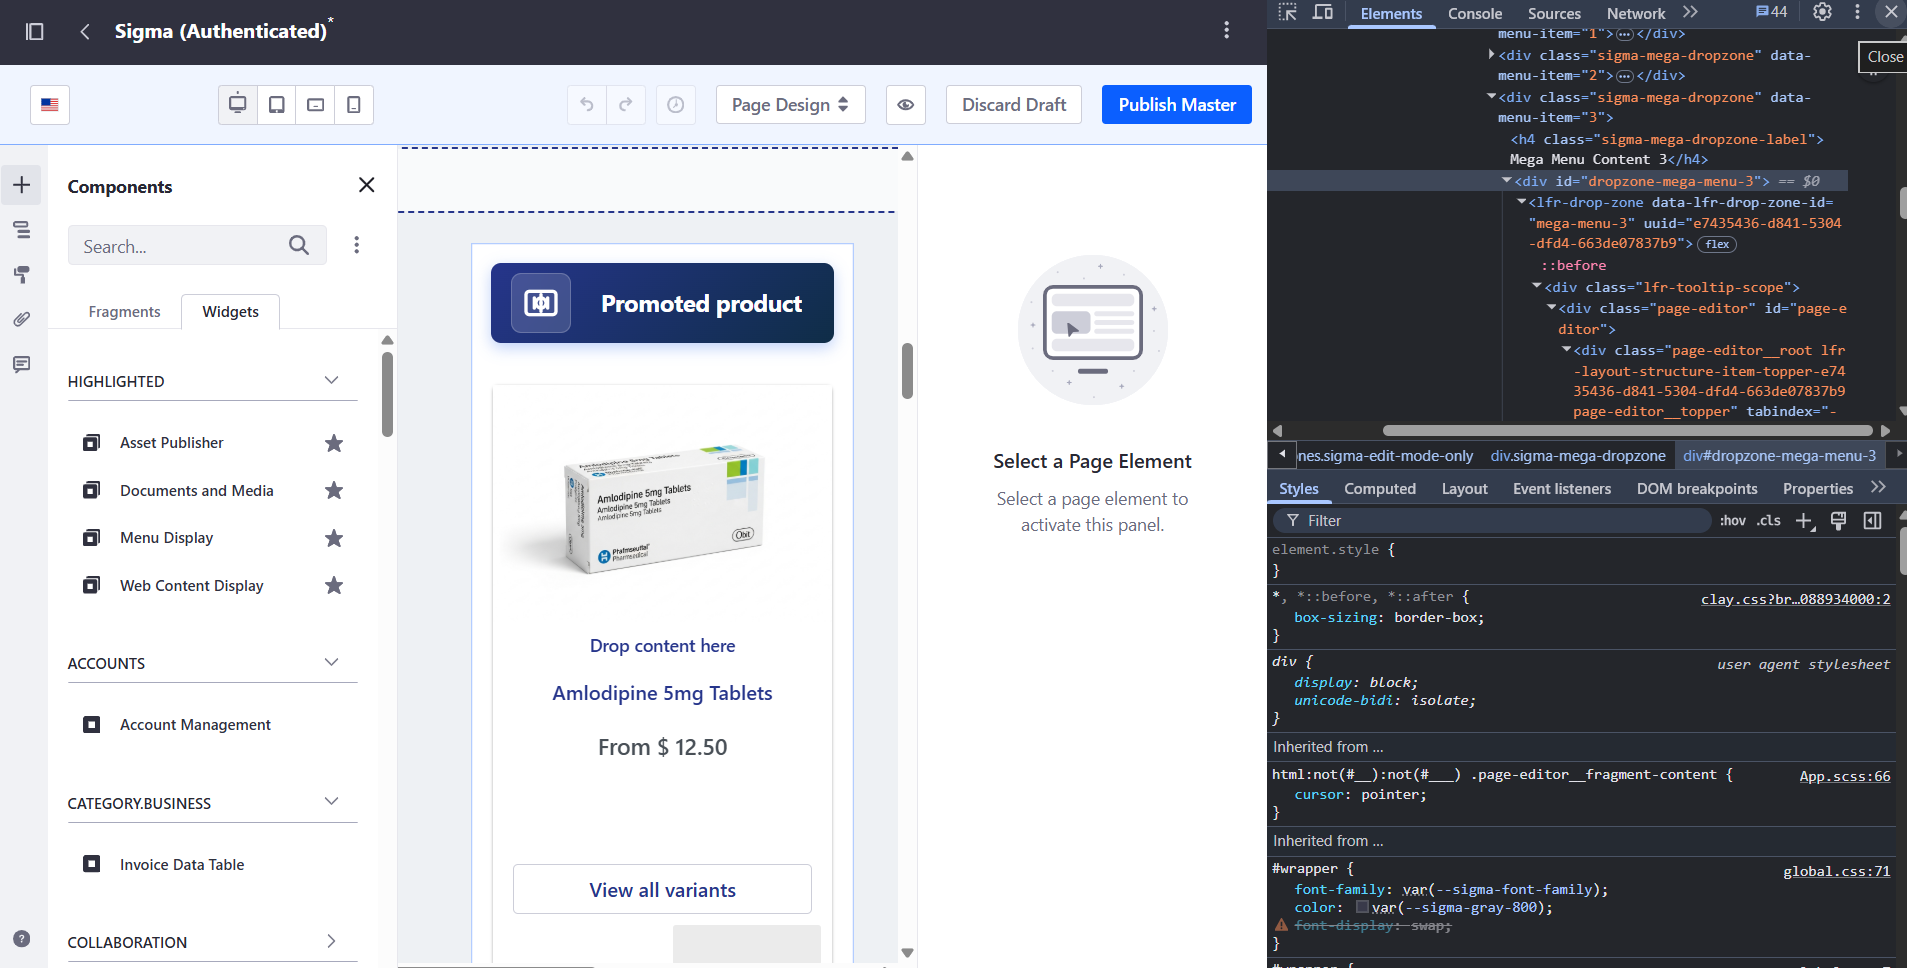 Sigma (Authenticated)*
Page Design
Discard Draft
Publish Master
Components
Search...
Fragments
Widgets
HIGHLIGHTED
Asset Publisher
Documents and Media
Menu Display
Web Content Display
ACCOUNTS
Account Management
CATEGORY.BUSINESS
Invoice Data Table
COLLABORATION
Promoted product
Amlodipine 5mg Tablets
Amlodipine 5mg Tablets
Amlodipine 5mg Tablets
Obit
Drop content here
Amlodipine 5mg Tablets
From $ 12.50
View all variants
Select a Page Element
Select a page element to
activate this panel.
Elements
Console
Sources
Network
44
Close
menu-item="1">…</div>
<div class="sigma-mega-dropzone" data-
menu-item="2">…</div>
<div class="sigma-mega-dropzone" data-
menu-item="3">
<h4 class="sigma-mega-dropzone-label">
Mega Menu Content 3</h4>
<div id="dropzone-mega-menu-3"> == $0
<lfr-drop-zone data-lfr-drop-zone-id=
"mega-menu-3" uuid="e7435436-d841-5304
-dfd4-663de07837b9"> flex
::before
<div class="lfr-tooltip-scope">
<div class="page-editor" id="page-e
ditor">
<div class="page-editor__root lfr
-layout-structure-item-topper-e74
35436-d841-5304-dfd4-663de07837b9
page-editor__topper" tabindex="-
ones.sigma-edit-mode-only
div.sigma-mega-dropzone
div#dropzone-mega-menu-3
Styles
Computed
Layout
Event listeners
DOM breakpoints
Properties
Filter
:hov .cls
element.style {
}
*, *::before, *::after {
clay.css?br…088934000:2
box-sizing: border-box;
}
div {
user agent stylesheet
display: block;
unicode-bidi: isolate;
}
Inherited from ...
html:not(#__):not(#___) .page-editor__fragment-content {
App.scss:66
cursor: pointer;
}
Inherited from ...
#wrapper {
global.css:71
font-family: var(--sigma-font-family);
color: var(--sigma-gray-800);
font-display: swap;
}